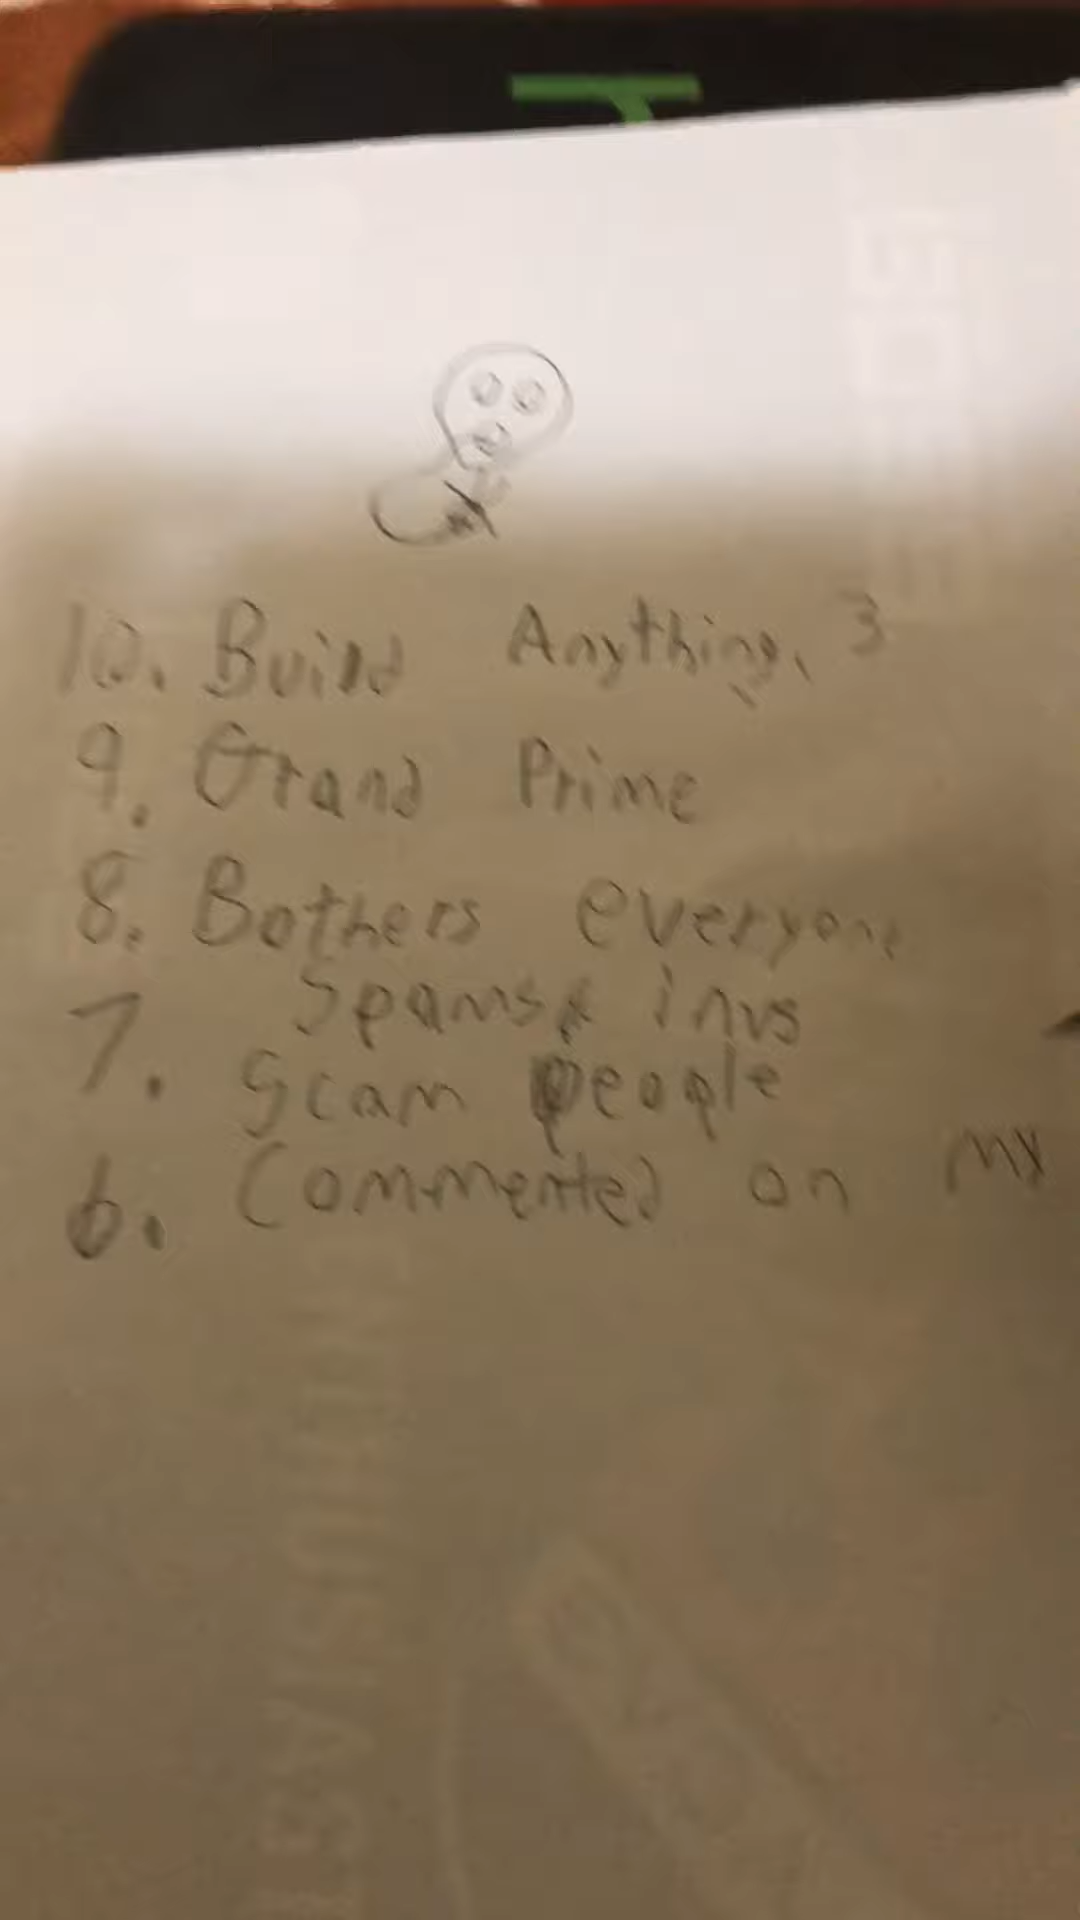 10. Build Anything. 3
9. Grand Prime
8. Bothers everyone
Spams invs
7. Scam people
6. Commented on my